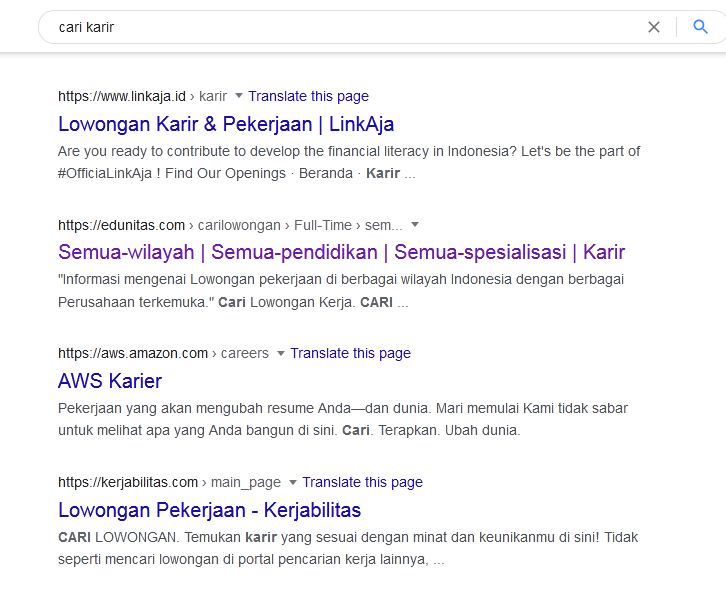 cari karir
https://www.linkaja.id › karir Translate this page
Lowongan Karir & Pekerjaan | LinkAja
Are you ready to contribute to develop the financial literacy in Indonesia? Let's be the part of
#OfficiaLinkAja ! Find Our Openings · Beranda · Karir ...
https://edunitas.com › carilowongan › Full-Time › sem...
Semua-wilayah | Semua-pendidikan | Semua-spesialisasi | Karir
"Informasi mengenai Lowongan pekerjaan di berbagai wilayah Indonesia dengan berbagai
Perusahaan terkemuka." Cari Lowongan Kerja. CARI ...
https://aws.amazon.com › careers Translate this page
AWS Karier
Pekerjaan yang akan mengubah resume Anda—dan dunia. Mari memulai Kami tidak sabar
untuk melihat apa yang Anda bangun di sini. Cari. Terapkan. Ubah dunia.
https://kerjabilitas.com › main_page Translate this page
Lowongan Pekerjaan - Kerjabilitas
CARI LOWONGAN. Temukan karir yang sesuai dengan minat dan keunikanmu di sini! Tidak
seperti mencari lowongan di portal pencarian kerja lainnya, ...